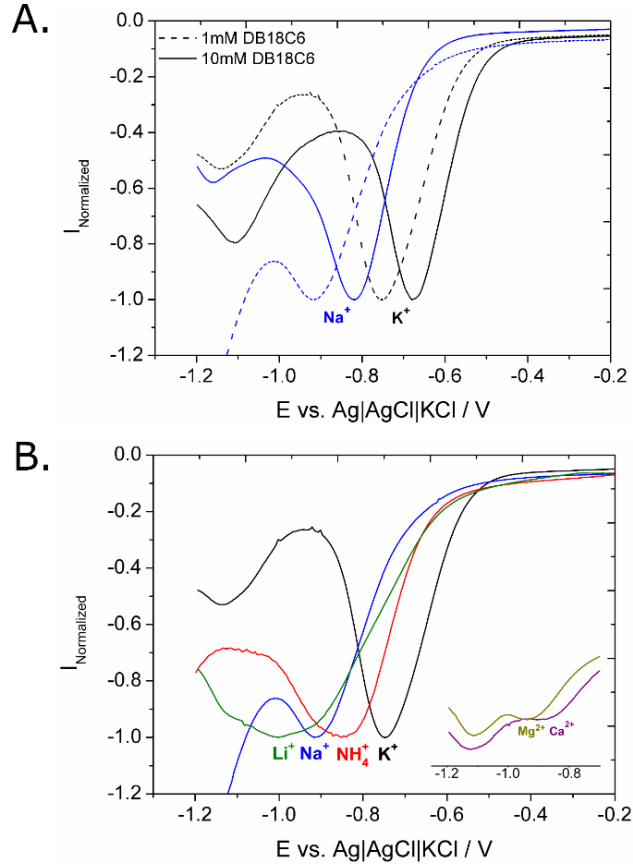 A.
1mM DB18C6
10mM DB18C6
0.0
-0.2
-0.4
-0.6
-0.8
-1.0
-1.2
I Normalized
Na+
K+
-1.2 -1.0 -0.8 -0.6 -0.4 -0.2
E vs. Ag|AgCl|KCl / V
B.
0.0
-0.2
-0.4
-0.6
-0.8
-1.0
-1.2
I Normalized
Li+ Na+ NH4+ K+
Mg2+ Ca2+
-1.2 -1.0 -0.8
-1.2 -1.0 -0.8 -0.6 -0.4 -0.2
E vs. Ag|AgCl|KCl / V